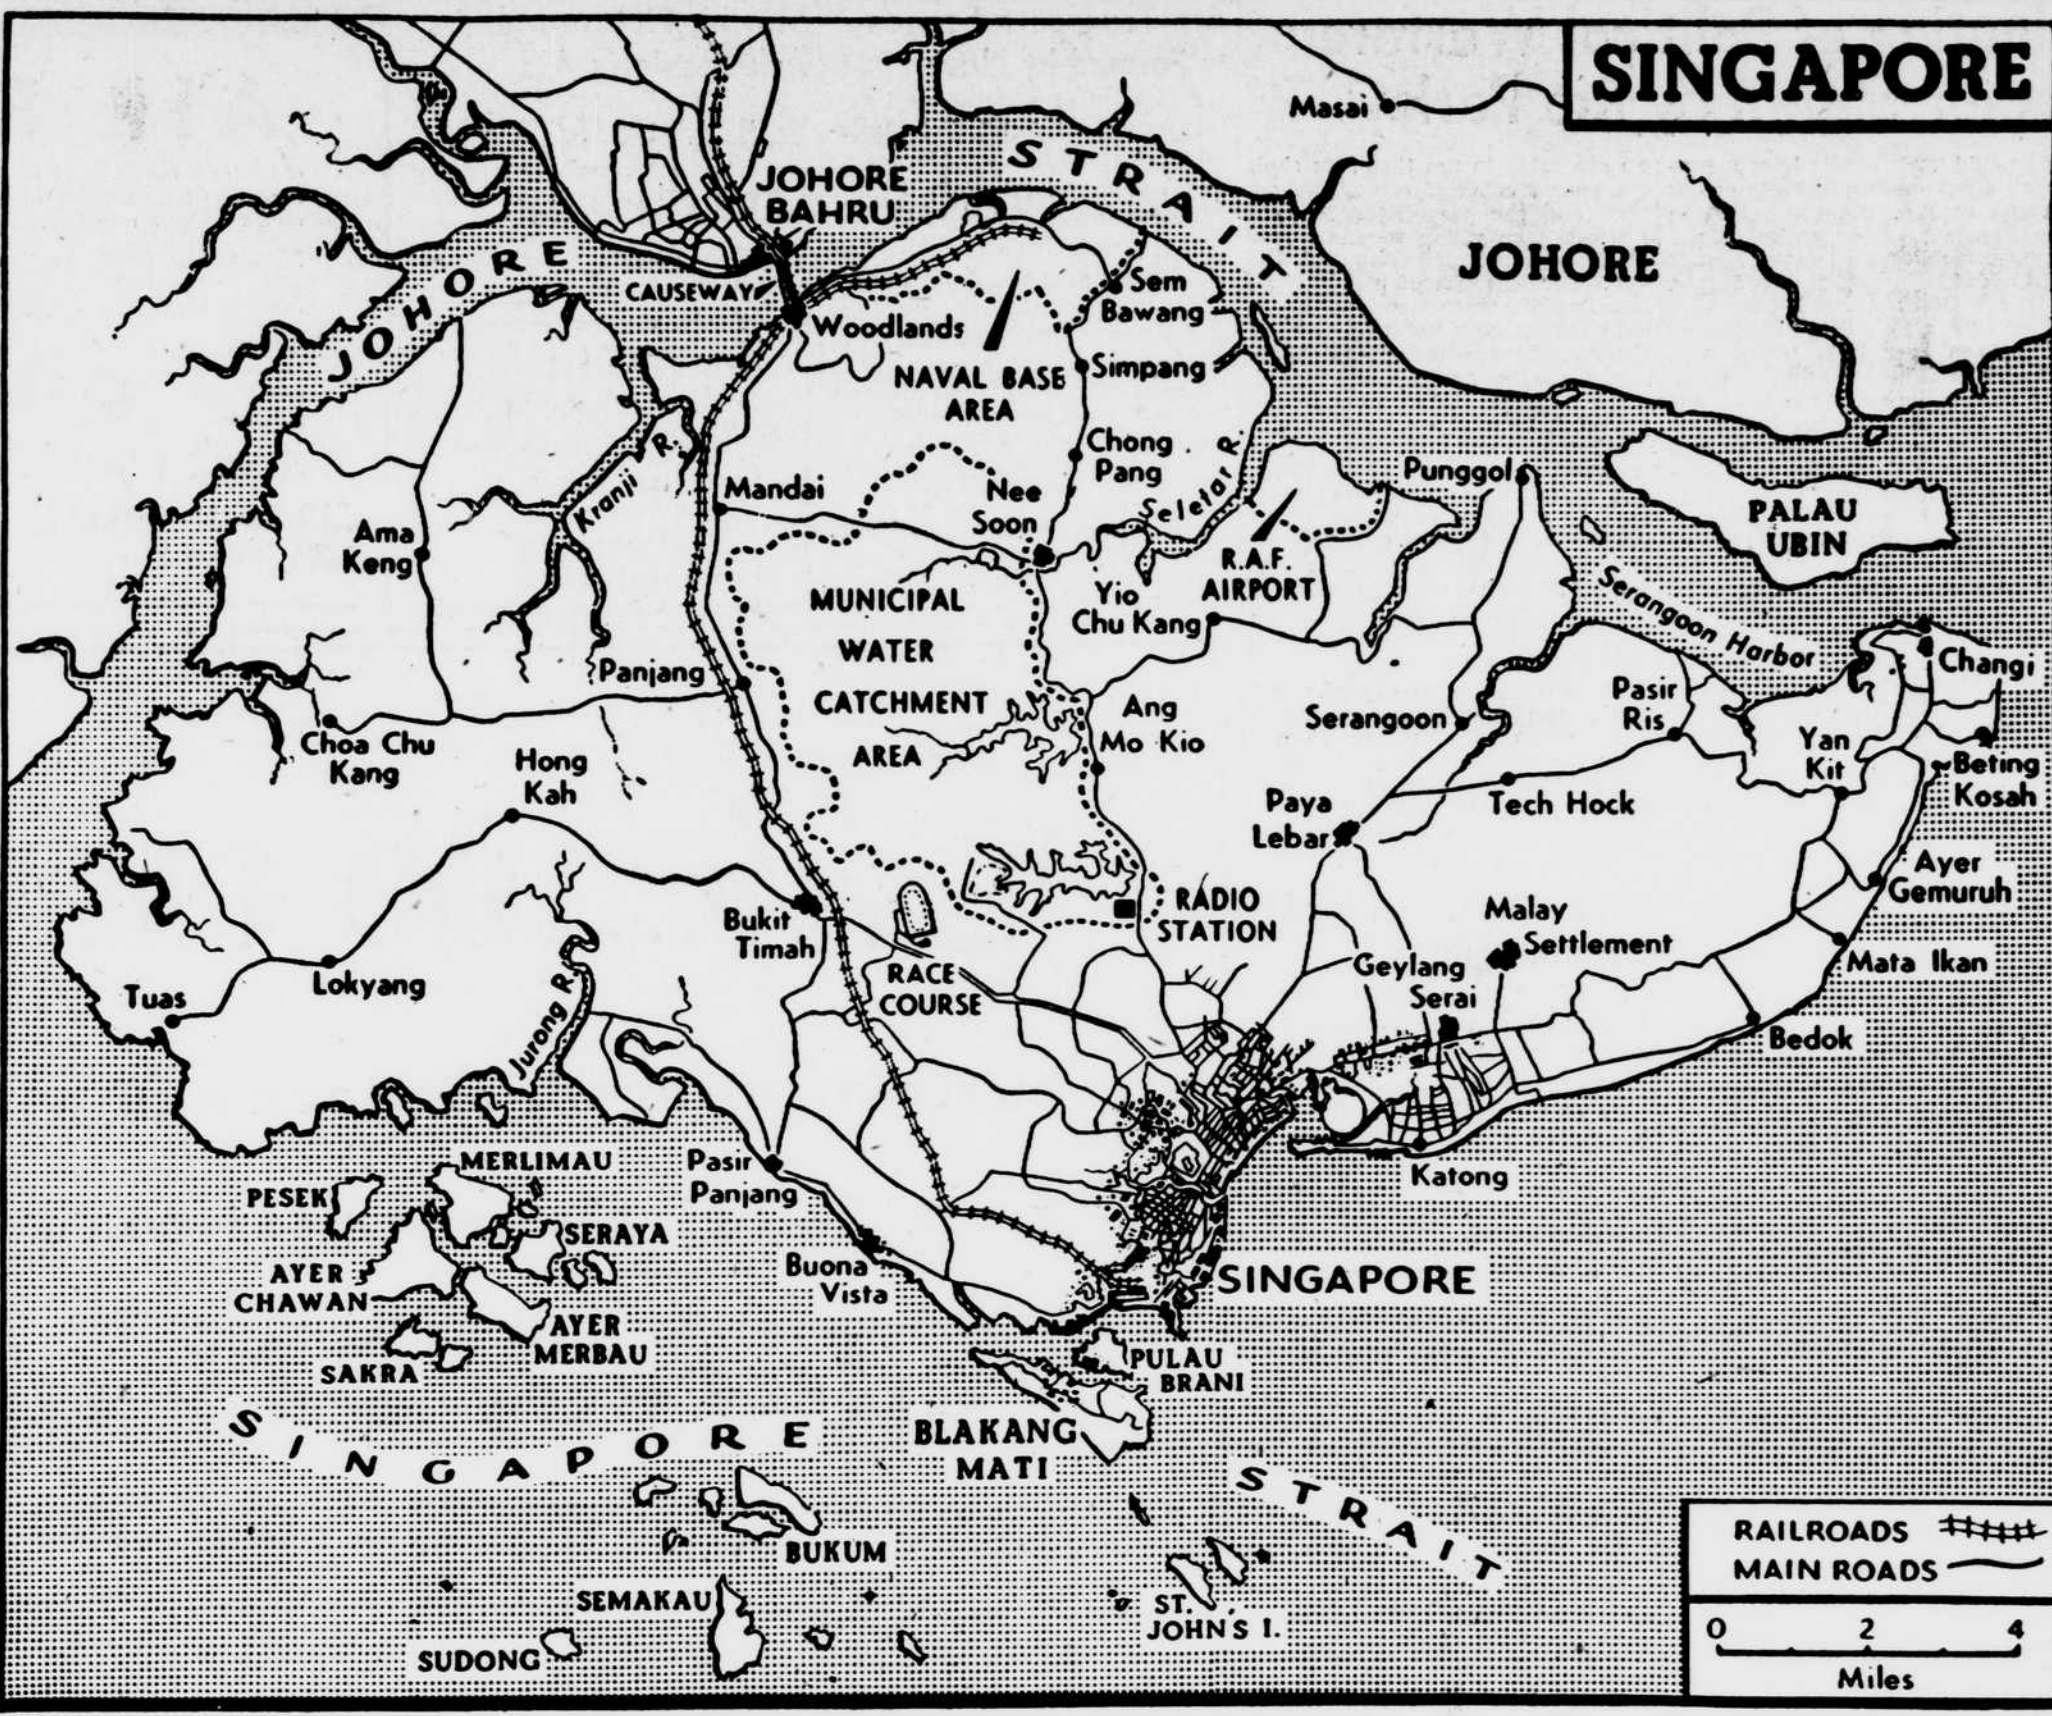 SINGAPORE
Masai
STRAIT
JOHORE
BAHRU
JOHORE
JOHORE
CAUSEWAY
Sem
Bawang
Woodlands
Simpang
NAVAL BASE
AREA
Chong
Pang
Seletar R.
Kranji R.
Punggol
Mandai
Nee
Soon
PALAU
UBIN
Ama
Keng
R.A.F.
AIRPORT
Yio
Chu Kang
Serangoon Harbor
MUNICIPAL
WATER
CATCHMENT
AREA
Changi
Panjang
Pasir
Ris
Ang
Mo Kio
Serangoon
Choa Chu
Kang
Yan
Kit
Hong
Kah
Beting
Kosah
Tech Hock
Paya
Lebar
Ayer
Gemuruh
RADIO
STATION
Bukit
Timah
Malay
Settlement
Mata Ikan
RACE
COURSE
Geylang
Serai
Lokyang
Tuas
Jurong R.
Bedok
MERLIMAU
Pasir
Panjang
Katong
PESEK
SERAYA
AYER
CHAWAN
Buona
Vista
SINGAPORE
AYER
MERBAU
SAKRA
PULAU
BRANI
SINGAPORE
BLAKANG
MATI
STRAIT
BUKUM
SEMAKAU
SUDONG
ST.
JOHN'S I.
RAILROADS
MAIN ROADS
0 2 4
Miles